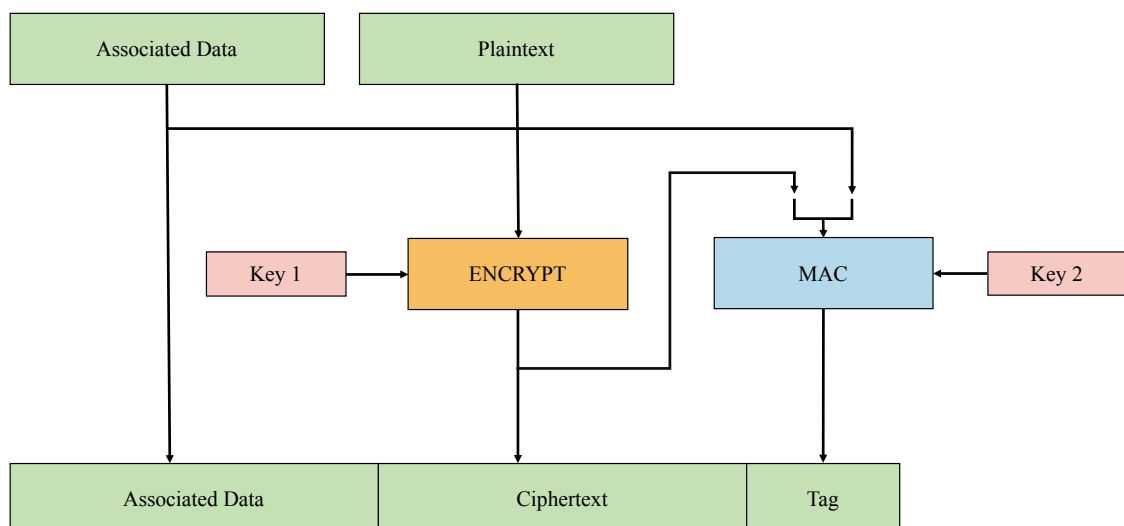 Associated Data
Plaintext
Key 1
ENCRYPT
MAC
Key 2
Associated Data
Ciphertext
Tag